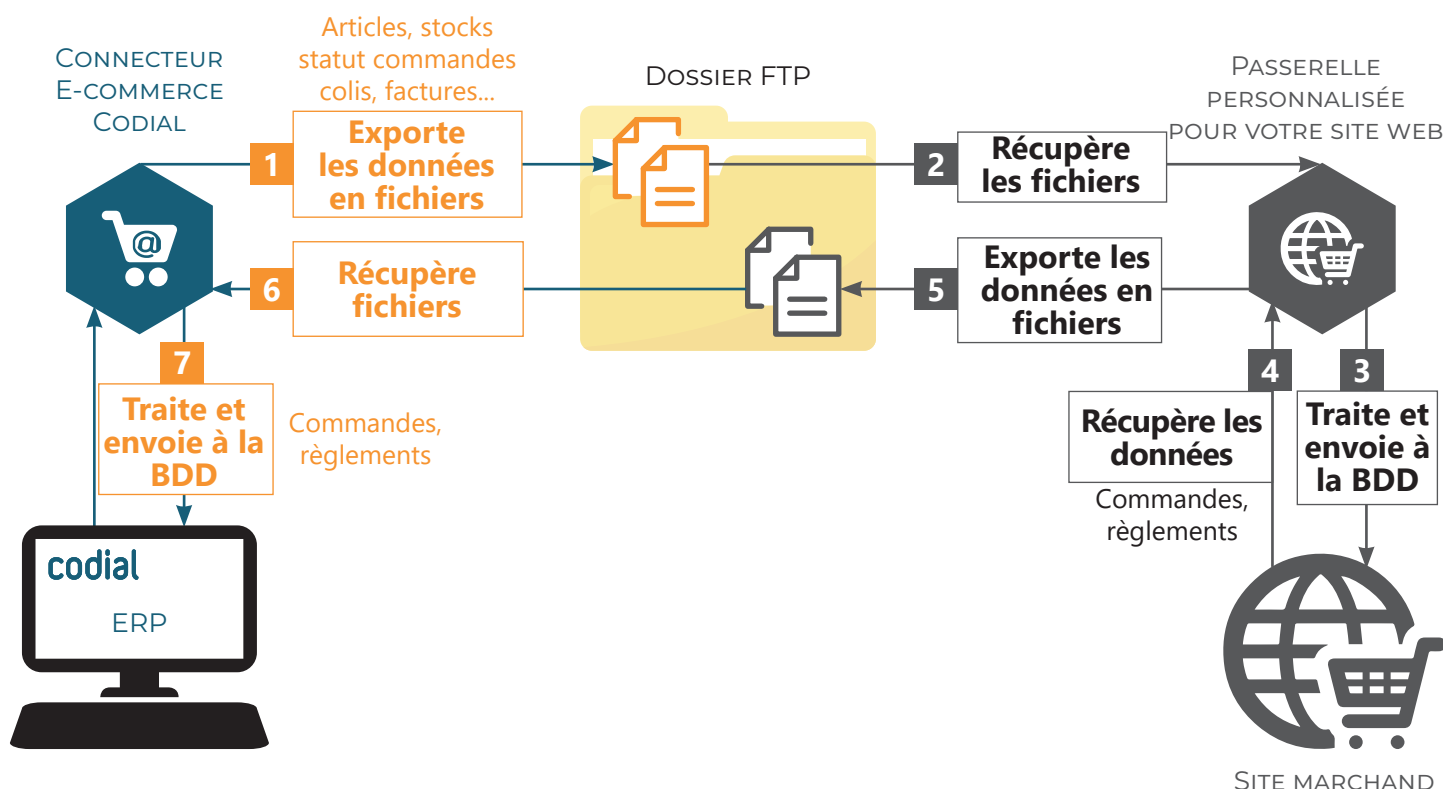 CONNECTEUR
E-COMMERCE
CODIAL
Articles, stocks
statut commandes
colis, factures...
1
Exporte
les données
en fichiers
DOSSIER FTP
2
Récupère
les fichiers
PASSERELLE
PERSONNALISÉE
POUR VOTRE SITE WEB
@
6
Récupère
fichiers
5
Exporte les
données en
fichiers
7
Traite et
envoie à la
BDD
Commandes,
règlements
4
Récupère les
données
Commandes,
règlements
3
Traite et
envoie à
la BDD
codial
ERP
SITE MARCHAND